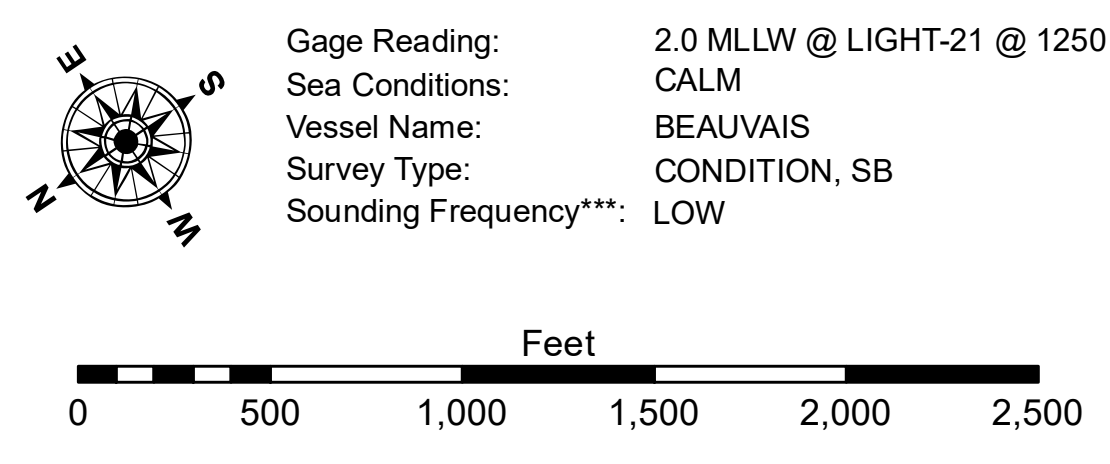 E
S
N
W
Gage Reading: 2.0 MLLW @ LIGHT-21 @ 1250
Sea Conditions: CALM
Vessel Name: BEAUVAIS
Survey Type: CONDITION, SB
Sounding Frequency***: LOW
Feet
0 500 1,000 1,500 2,000 2,500